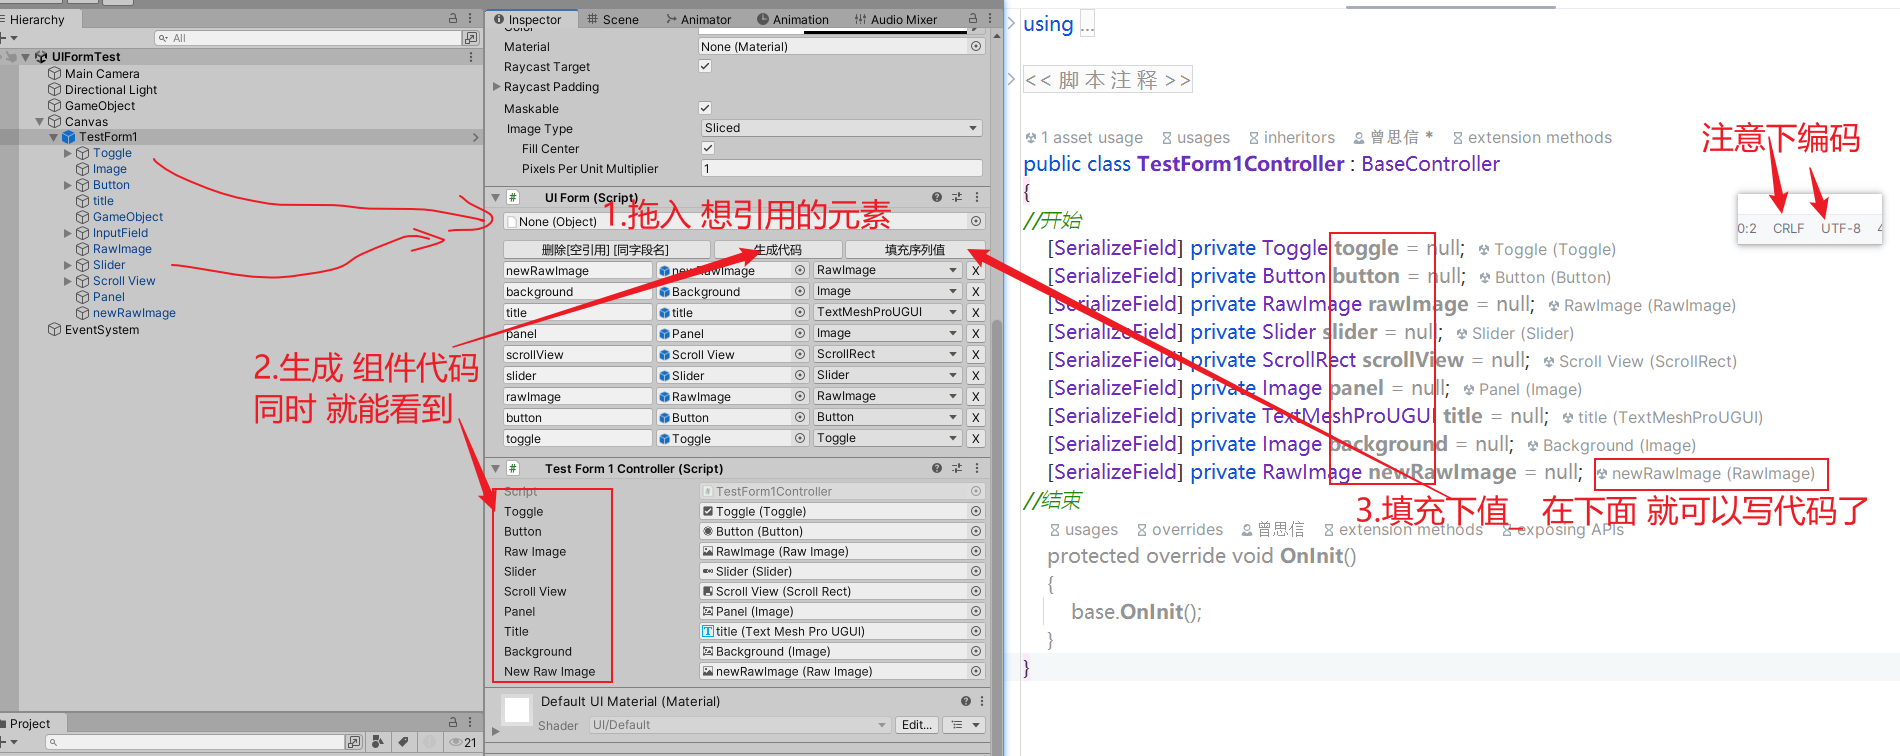 Hierarchy
All
UIFormTest
Main Camera
Directional Light
GameObject
Canvas
TestForm1
Toggle
Image
Button
title
GameObject
InputField
RawImage
Slider
Scroll View
Panel
newRawImage
EventSystem
Project
21
Inspector
Scene
Animator
Animation
Audio Mixer
Material
None (Material)
Raycast Target
Raycast Padding
Maskable
Image Type
Sliced
Fill Center
Pixels Per Unit Multiplier
1
UI Form (Script)
None (Object)
1.拖入 想引用的元素
删除[空引用] [同字段名]
生成代码
填充序列值
newRawImage newRawImage RawImage X
background Background Image X
title title TextMeshProUGUI X
panel Panel Image X
scrollView Scroll View ScrollRect X
slider Slider Slider X
rawImage RawImage RawImage X
button Button Button X
toggle Toggle Toggle X
2.生成 组件代码
同时 就能看到
Test Form 1 Controller (Script)
Script TestForm1Controller
Toggle Toggle (Toggle)
Button Button (Button)
Raw Image RawImage (Raw Image)
Slider Slider (Slider)
Scroll View Scroll View (Scroll Rect)
Panel Panel (Image)
Title title (Text Mesh Pro UGUI)
Background Background (Image)
New Raw Image newRawImage (Raw Image)
Default UI Material (Material)
Shader UI/Default Edit...
using ...
<<脚本注释>>
1 asset usage usages inheritors 曾思信 * extension methods
public class TestForm1Controller : BaseController
{
//开始
[SerializeField] private Toggle toggle = null; Toggle (Toggle)
[SerializeField] private Button button = null; Button (Button)
[SerializeField] private RawImage rawImage = null; RawImage (RawImage)
[SerializeField] private Slider slider = null; Slider (Slider)
[SerializeField] private ScrollRect scrollView = null; Scroll View (ScrollRect)
[SerializeField] private Image panel = null; Panel (Image)
[SerializeField] private TextMeshProUGUI title = null; title (TextMeshProUGUI)
[SerializeField] private Image background = null; Background (Image)
[SerializeField] private RawImage newRawImage = null; newRawImage (RawImage)
//结束
3.填充下值_ 在下面 就可以写代码了
usages overrides 曾思信 extension methods exposing APIs
protected override void OnInit()
{
base.OnInit();
}
}
注意下编码
0:2 CRLF UTF-8